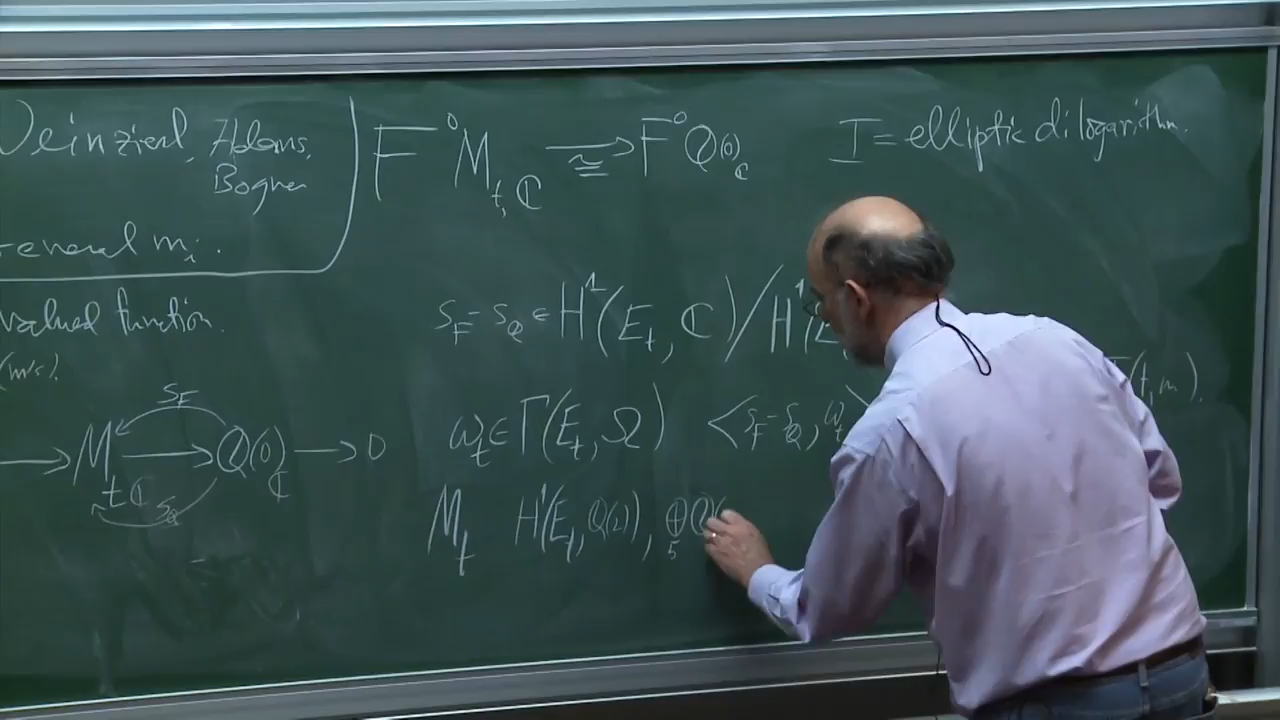 Weinzierl, Adams,
Bogner
general mᵢ.
valued function.
(m's).
s_F
→ M_{t,ℂ} → Q(0)_ℂ → 0
s_Q
F⁰M_{t,ℂ} ≅→ F⁰Q(0)_ℂ
I = elliptic dilogarithm.
s_F - s_Q ∈ H¹(E_t, ℂ)/H¹(E
ω_t ∈ Γ(E_t, Ω) ⟨s_F - s_Q, ω_t⟩ (t,m).
M_t H¹(E_t, Q(2)), ⊕_5 Q(